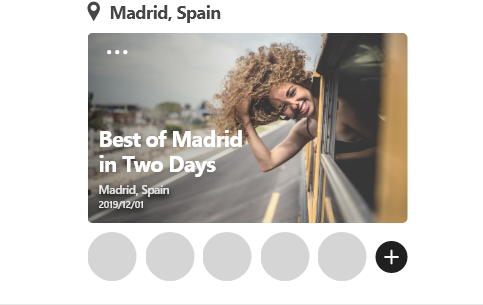 Madrid, Spain
Best of Madrid
in Two Days
Madrid, Spain
2019/12/01